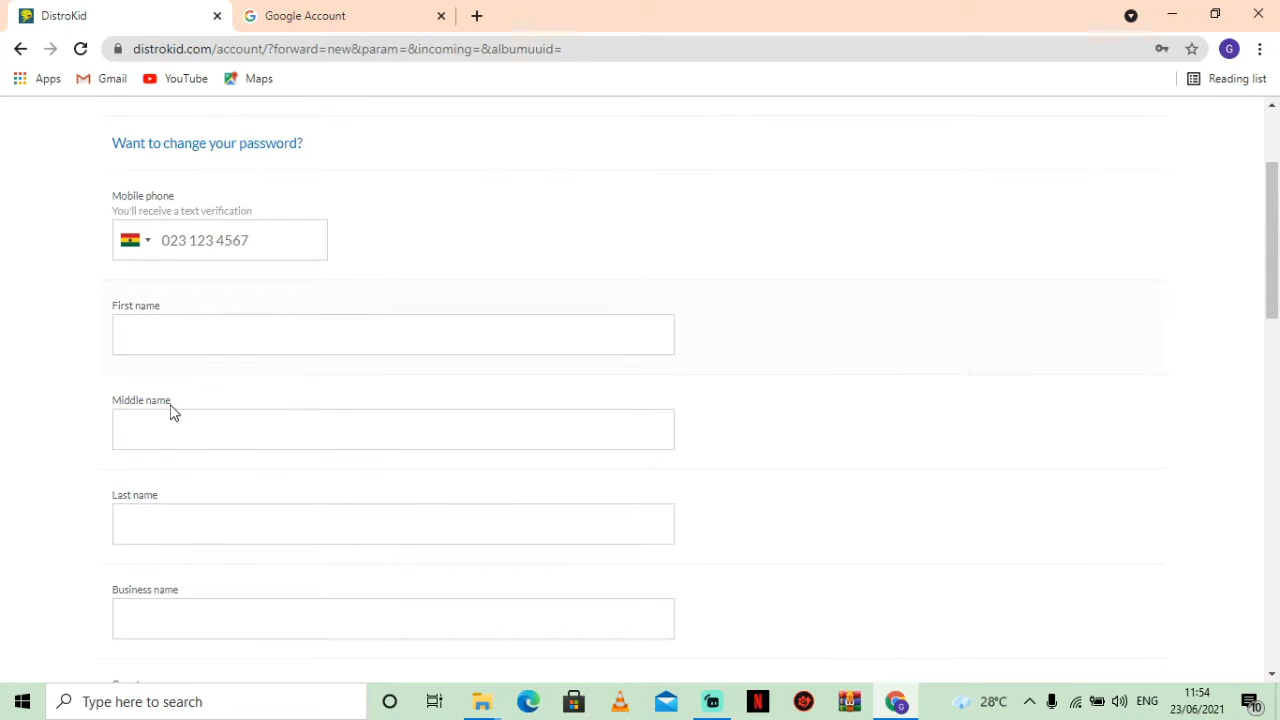 DistroKid
Google Account
distrokid.com/account/?forward=new&param=&incoming=&albumuuid=
G
Apps
Gmail
YouTube
Maps
Reading list
Want to change your password?
Mobile phone
You'll receive a text verification
023 123 4567
First name
Middle name
Last name
Business name
Type here to search
28°C
ENG
11:54
23/06/2021
10